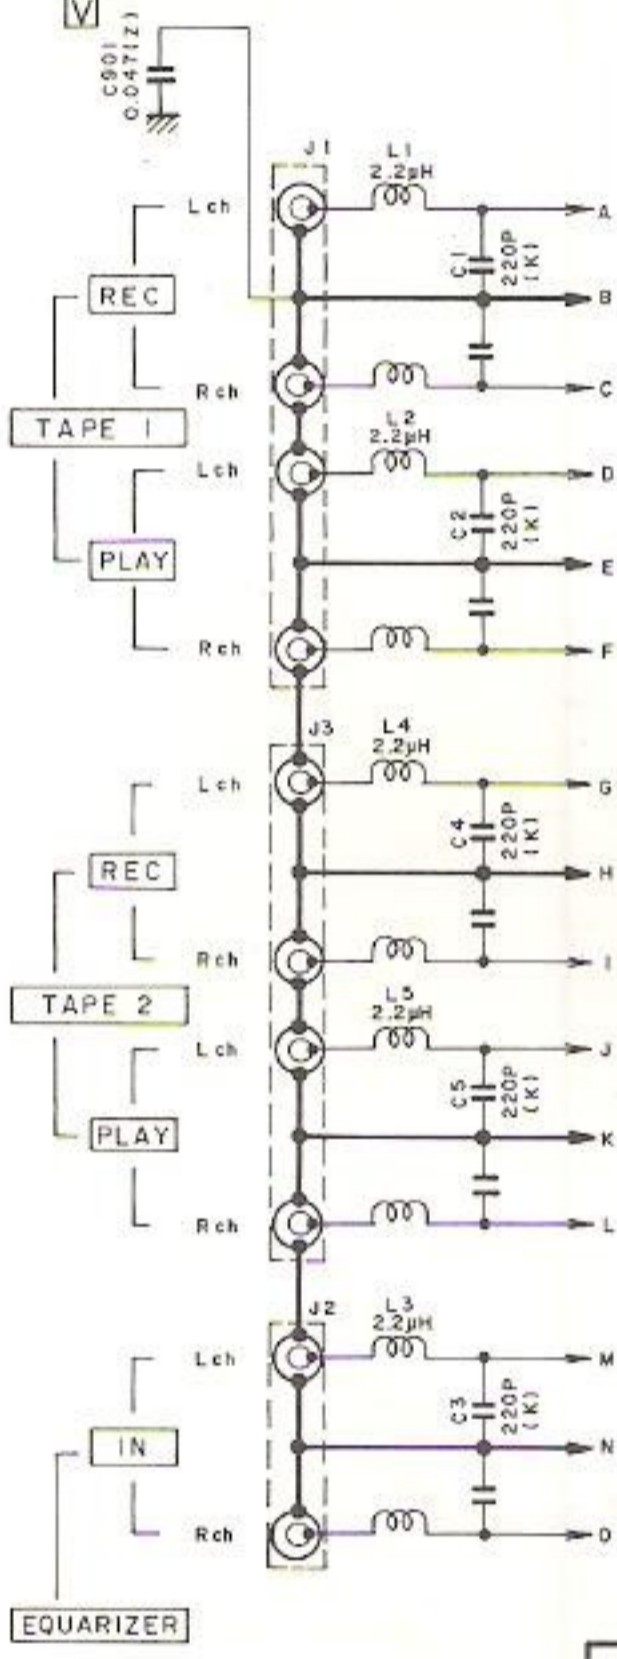 V
C901
0.047(Z)
J1
L1
2.2µH
Lch
A
C1
220P
(K)
REC
B
Rch
C
TAPE 1
L2
2.2µH
Lch
D
C2
220P
(K)
PLAY
E
Rch
F
J3
L4
2.2µH
Lch
G
C4
220P
(K)
REC
H
Rch
I
TAPE 2
L5
2.2µH
Lch
J
C5
220P
(K)
PLAY
K
Rch
L
J2
L3
2.2µH
Lch
M
C3
220P
(K)
IN
N
Rch
O
EQUARIZER